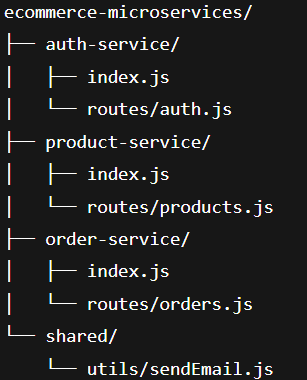 ecommerce-microservices/
├── auth-service/
│   ├── index.js
│   └── routes/auth.js
├── product-service/
│   ├── index.js
│   └── routes/products.js
├── order-service/
│   ├── index.js
│   └── routes/orders.js
└── shared/
    └── utils/sendEmail.js